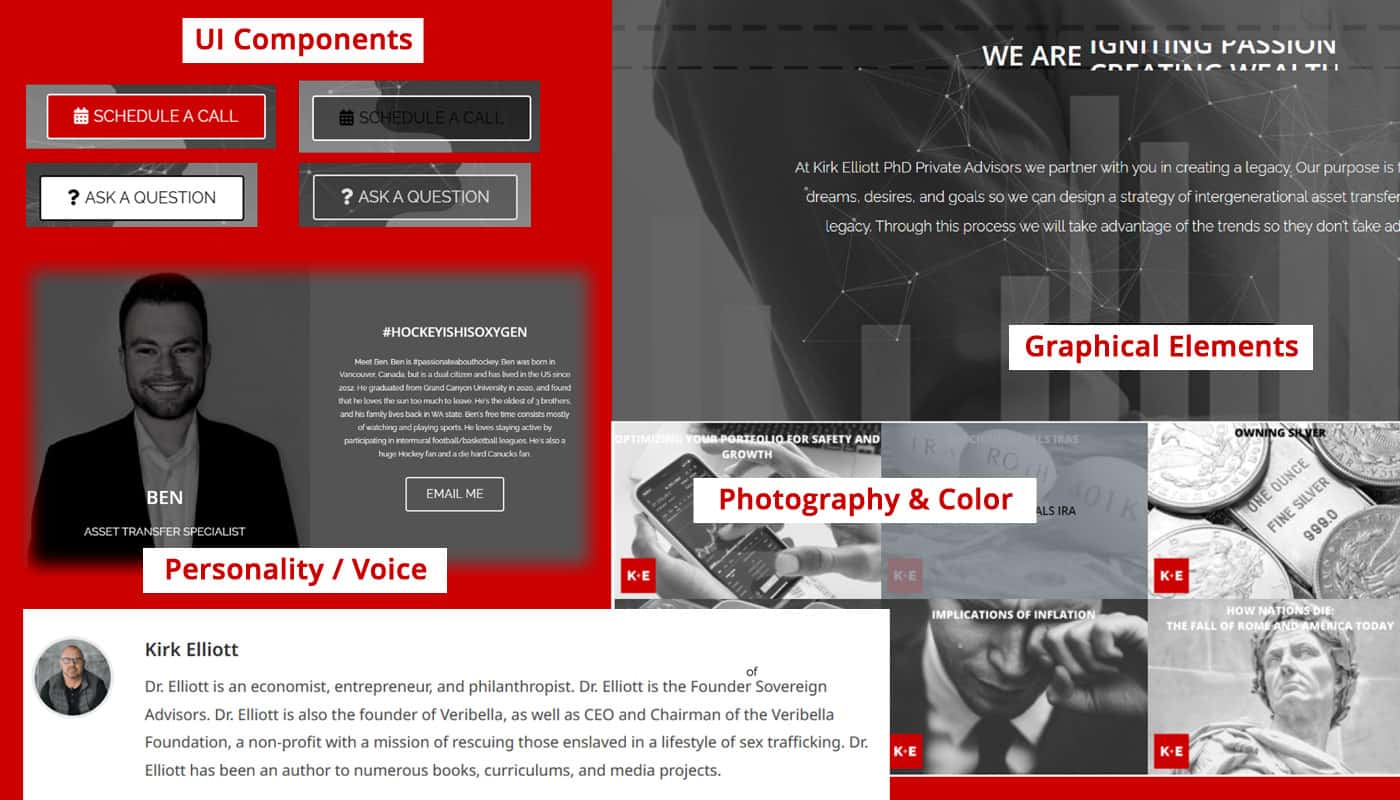 UI Components
SCHEDULE A CALL
SCHEDULE A CALL
? ASK A QUESTION
? ASK A QUESTION
#HOCKEYISHISOXYGEN
Meet Ben. Ben is #passionateabouthockey. Ben was born in
Vancouver, Canada, but is a dual citizen and has lived in the US since
2012. He graduated from Grand Canyon University in 2020, and found
that he loves the sun too much to leave. He's the oldest of 3 brothers,
and his family lives back in WA state. Ben's free time consists mostly
of watching and playing sports. He loves staying active by
participating in intermural football/basketball leagues. He's also a
huge Hockey fan and a die hard Canucks fan.
EMAIL ME
BEN
ASSET TRANSFER SPECIALIST
Personality / Voice
Kirk Elliott
of
Dr. Elliott is an economist, entrepreneur, and philanthropist. Dr. Elliott is the Founder Sovereign
Advisors. Dr. Elliott is also the founder of Veribella, as well as CEO and Chairman of the Veribella
Foundation, a non-profit with a mission of rescuing those enslaved in a lifestyle of sex trafficking. Dr.
Elliott has been an author to numerous books, curriculums, and media projects.
WE ARE IGNITING PASSION
CREATING WEALTH
At Kirk Elliott PhD Private Advisors we partner with you in creating a legacy. Our purpose is
dreams, desires, and goals so we can design a strategy of intergenerational asset transfer
legacy. Through this process we will take advantage of the trends so they don't take ad
Graphical Elements
OPTIMIZING YOUR PORTFOLIO FOR SAFETY AND
GROWTH
K+E
Photography & Color
ALS IRAS
IRA
ROTH
401K
ALS IRA
K+E
OWNING SILVER
ONE OUNCE
FINE SILVER
999.0
K+E
IMPLICATIONS OF INFLATION
K+E
HOW NATIONS DIE:
THE FALL OF ROME AND AMERICA TODAY
K+E